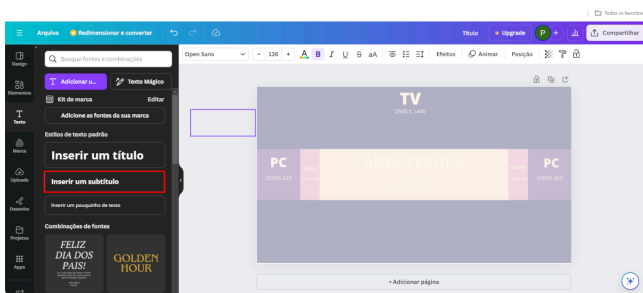 Todos os favoritos
Arquivo
Redimensionar e converter
Título
Upgrade
P
Compartilhar
Design
Elementos
Texto
Marca
Uploads
Desenho
Projetos
Apps
Busque fontes e combinações
Adicionar u...
Texto Mágico
Kit de marca
Editar
Adicione as fontes da sua marca
Estilos de texto padrão
Inserir um título
Inserir um subtítulo
Inserir um pouquinho de texto
Combinações de fontes
FELIZ
DIA DOS
PAIS!
GOLDEN
HOUR
Open Sans
– 136 +
A B I U S aA
Efeitos
Animar
Posição
TV
2560 X 1440
PC
2560X 423
ÁREA SEGURA
PC
2560X 423
+ Adicionar página